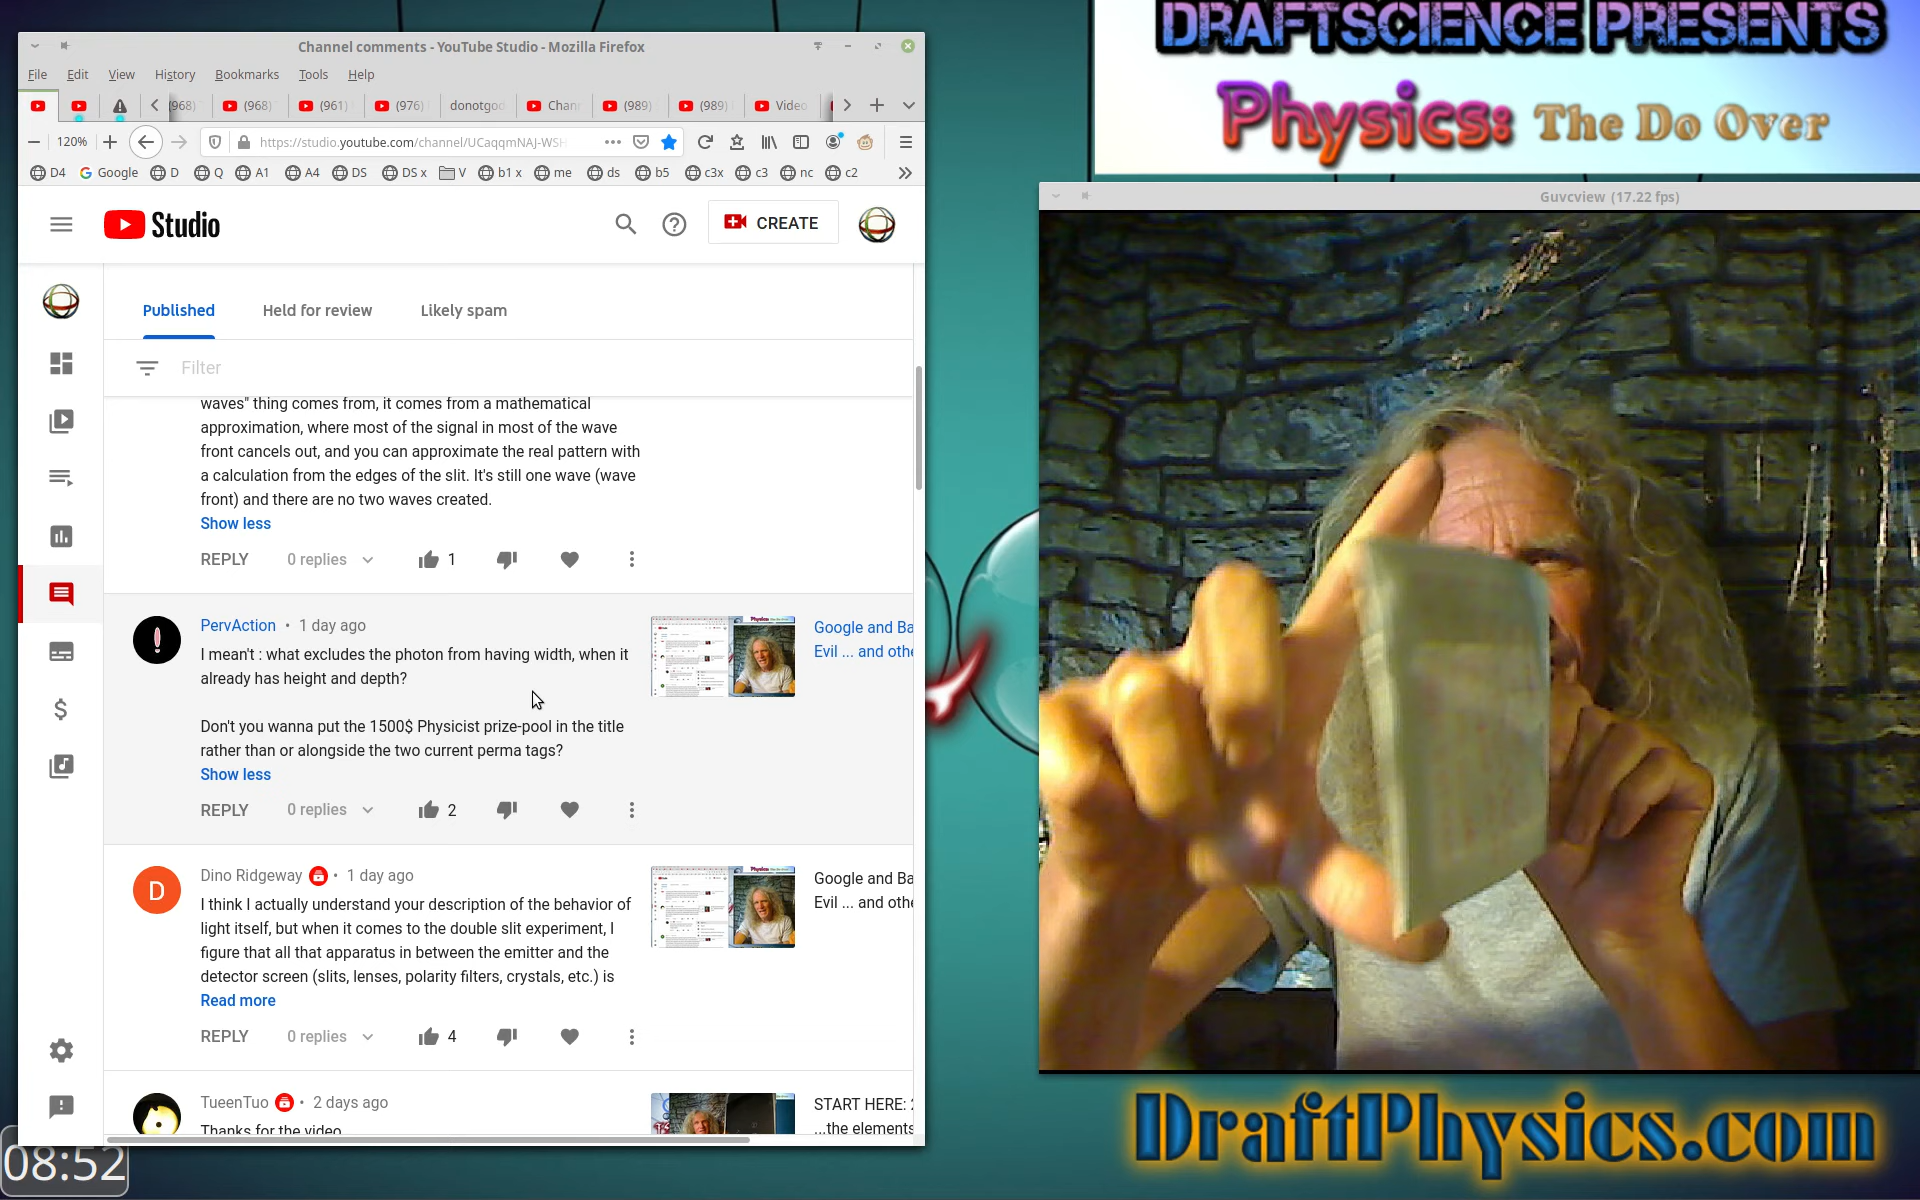 Channel comments - YouTube Studio - Mozilla Firefox
File Edit View History Bookmarks Tools Help
(968) (968) (961) (976) donotgod Chan (989) (989) Video
120% https://studio.youtube.com/channel/UCaqqmNAJ-WSH
D4 Google D Q A1 A4 DS DS x V b1 x me ds b5 c3x c3 nc c2
Studio
CREATE
Published Held for review Likely spam
Filter
waves" thing comes from, it comes from a mathematical
approximation, where most of the signal in most of the wave
front cancels out, and you can approximate the real pattern with
a calculation from the edges of the slit. It's still one wave (wave
front) and there are no two waves created.
Show less
REPLY 0 replies 1
PervAction • 1 day ago
I mean't : what excludes the photon from having width, when it
already has height and depth?
Don't you wanna put the 1500$ Physicist prize-pool in the title
rather than or alongside the two current perma tags?
Show less
REPLY 0 replies 2
Google and Ba
Evil ... and othe
D
Dino Ridgeway • 1 day ago
I think I actually understand your description of the behavior of
light itself, but when it comes to the double slit experiment, I
figure that all that apparatus in between the emitter and the
detector screen (slits, lenses, polarity filters, crystals, etc.) is
Read more
REPLY 0 replies 4
Google and Ba
Evil ... and othe
TueenTuo • 2 days ago
Thanks for the video
START HERE:
...the elements
08:52
DRAFTSCIENCE PRESENTS
Physics: The Do Over
Guvcview (17.22 fps)
DraftPhysics.com